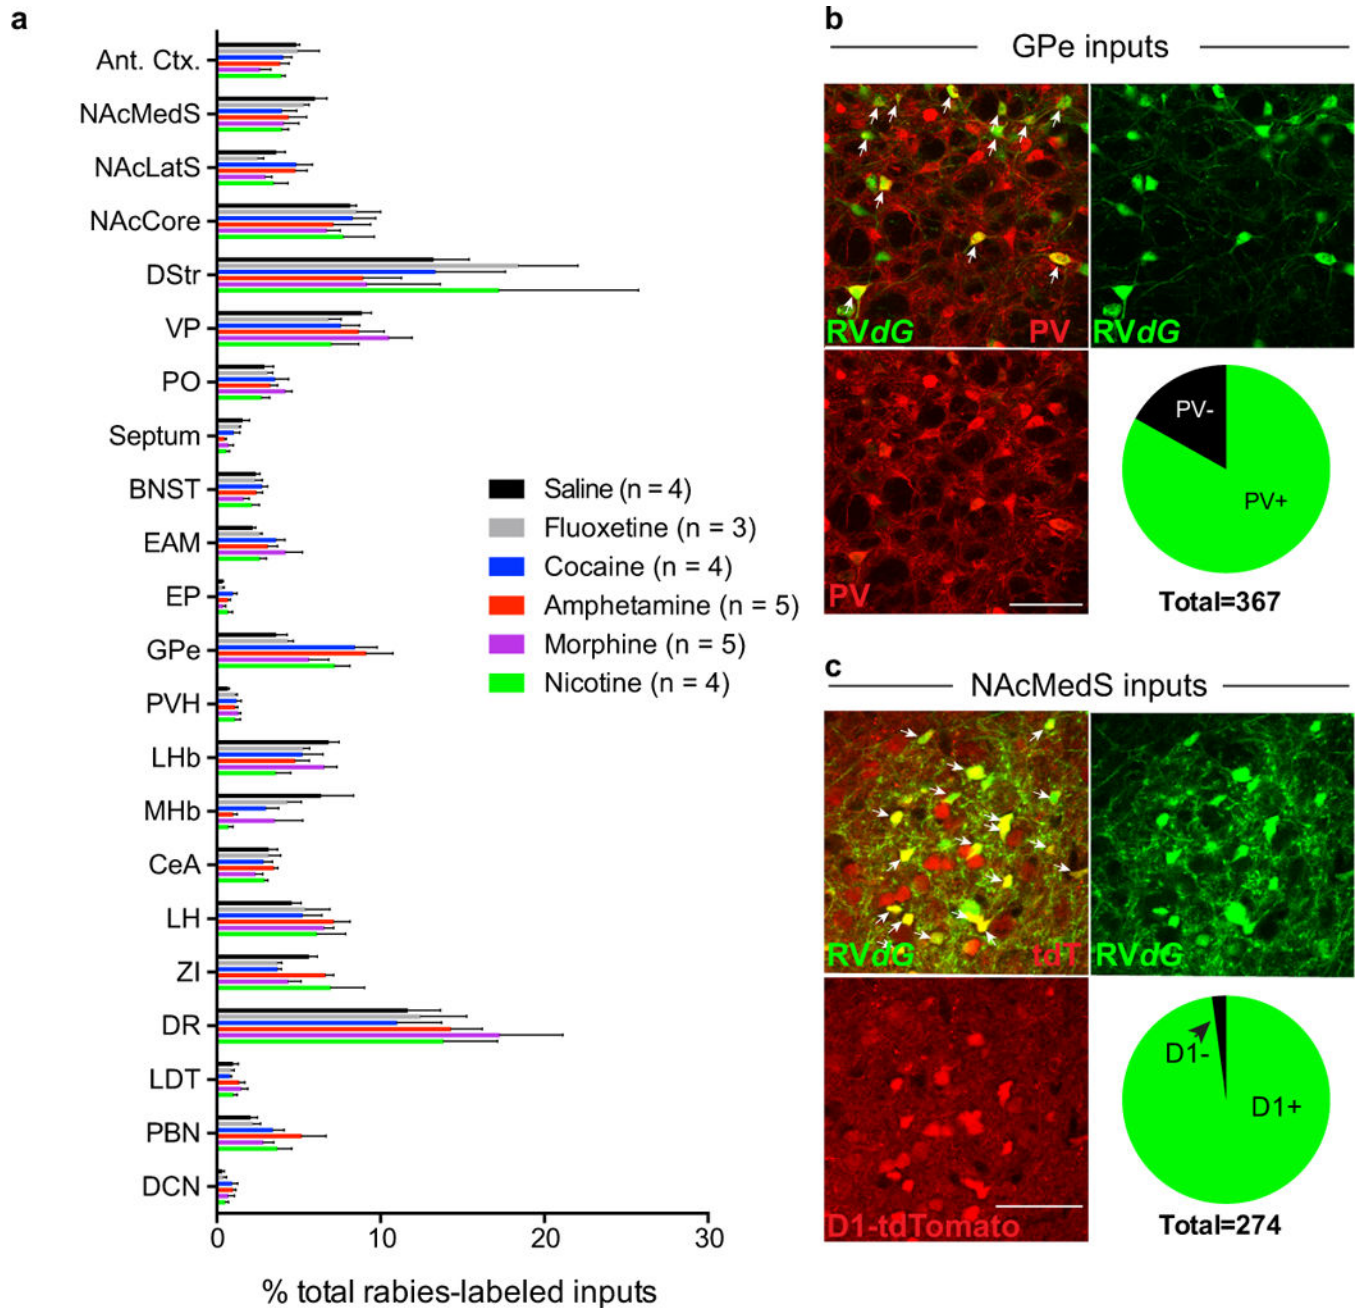 a
Ant. Ctx.
NAcMedS
NAcLatS
NAcCore
DStr
VP
PO
Septum
BNST
EAM
EP
GPe
PVH
LHb
MHb
CeA
LH
ZI
DR
LDT
PBN
DCN
0 10 20 30
% total rabies-labeled inputs
Saline (n = 4)
Fluoxetine (n = 3)
Cocaine (n = 4)
Amphetamine (n = 5)
Morphine (n = 5)
Nicotine (n = 4)
b
GPe inputs
RVdG PV
RVdG
PV
PV-
PV+
Total=367
c
NAcMedS inputs
RVdG tdT
RVdG
D1-tdTomato
D1-
D1+
Total=274